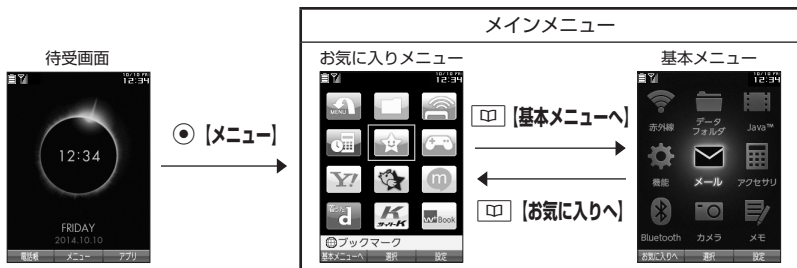 メインメニュー
待受画面
お気に入りメニュー
基本メニュー
10/10 FRI
12:34
12:34
FRIDAY
2014.10.10
電話帳 メニュー アプリ
【メニュー】
10/10 FRI
12:34
MENU
Y!
m
d
K
Book
ブックマーク
基本メニューへ 選択 設定
【基本メニューへ】
【お気に入りへ】
10/10 FRI
12:34
赤外線 データフォルダ Java™
機能 メール アクセサリ
Bluetooth カメラ メモ
お気に入りへ 選択 設定